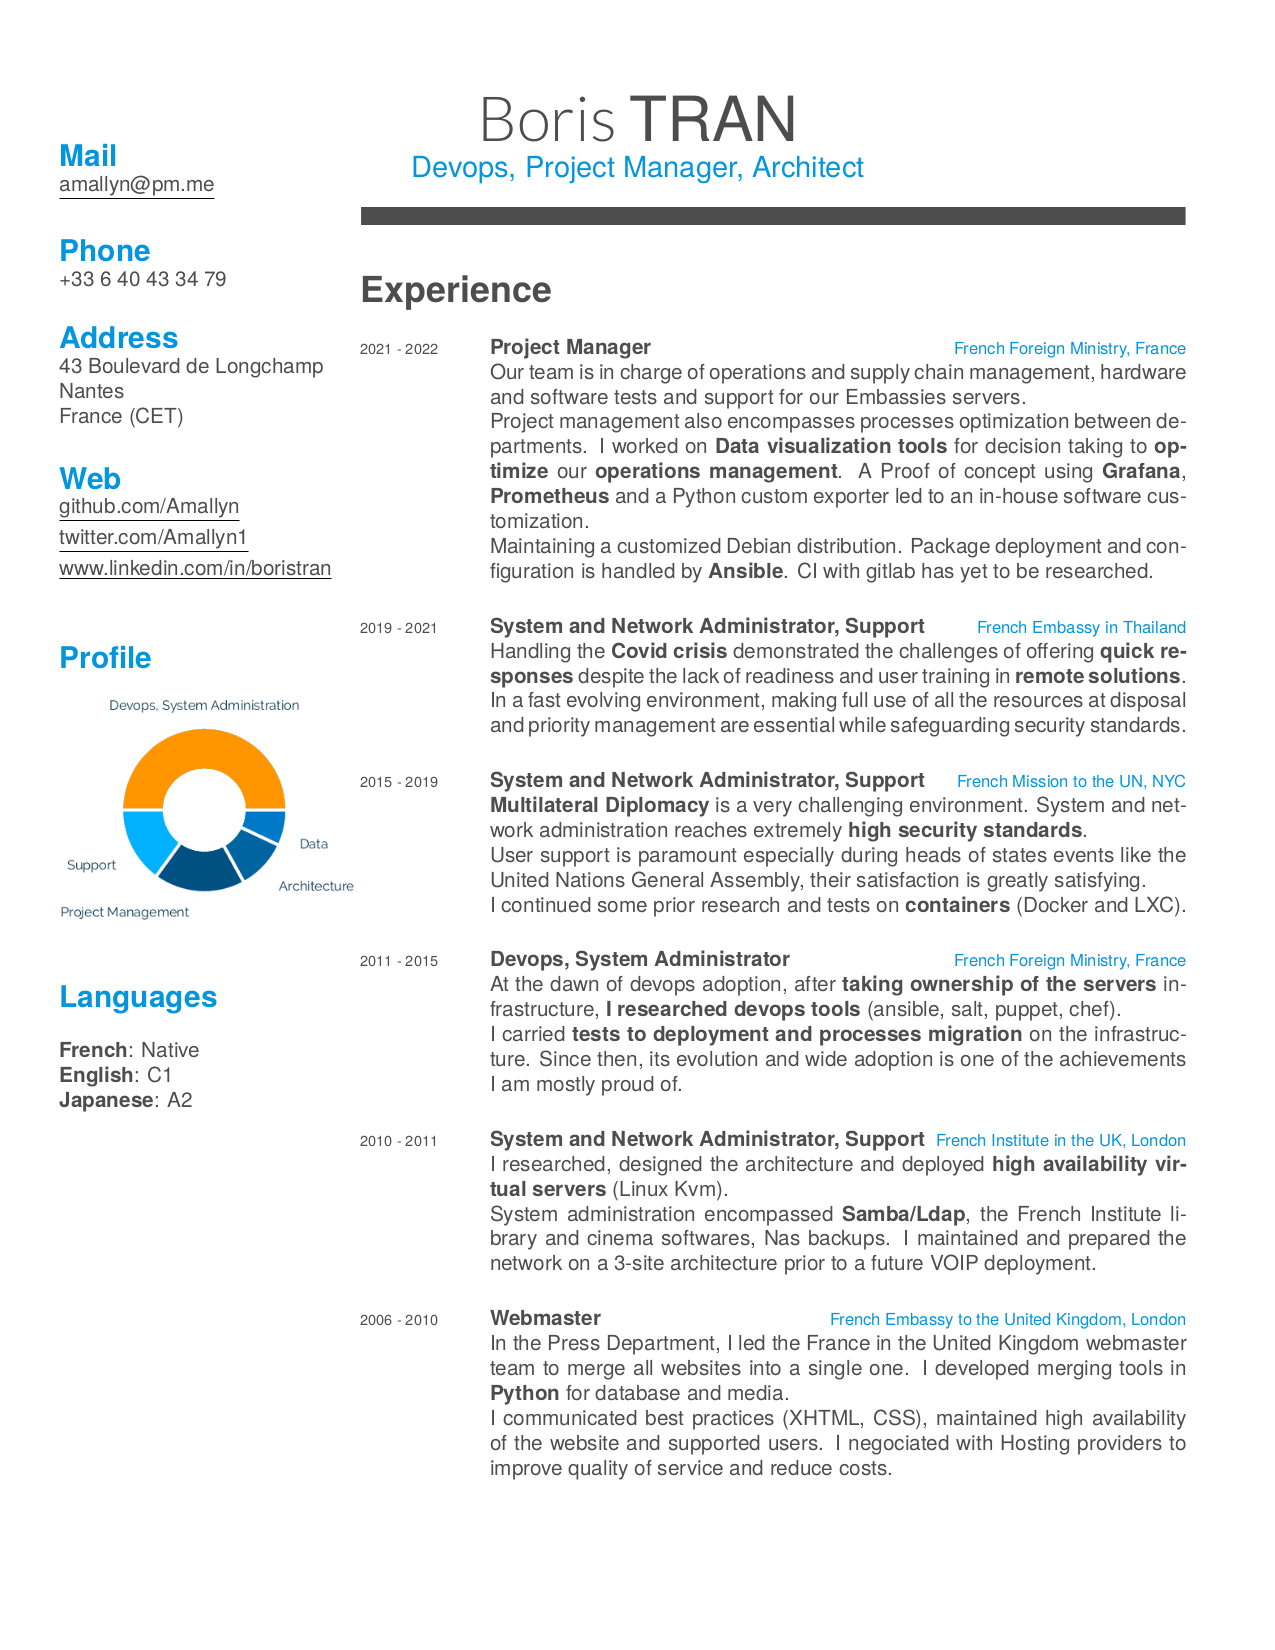 Boris TRAN
Devops, Project Manager, Architect
Mail
amallyn@pm.me
Phone
+33 6 40 43 34 79
Address
43 Boulevard de Longchamp
Nantes
France (CET)
Web
github.com/Amallyn
twitter.com/Amallyn1
www.linkedin.com/in/boristran
Profile
Devops, System Administration
Data
Support
Architecture
Project Management
Languages
French: Native
English: C1
Japanese: A2
Experience
2021 - 2022 Project Manager French Foreign Ministry, France
Our team is in charge of operations and supply chain management, hardware
and software tests and support for our Embassies servers.
Project management also encompasses processes optimization between de-
partments. I worked on Data visualization tools for decision taking to op-
timize our operations management. A Proof of concept using Grafana,
Prometheus and a Python custom exporter led to an in-house software cus-
tomization.
Maintaining a customized Debian distribution. Package deployment and con-
figuration is handled by Ansible. CI with gitlab has yet to be researched.
2019 - 2021 System and Network Administrator, Support French Embassy in Thailand
Handling the Covid crisis demonstrated the challenges of offering quick re-
sponses despite the lack of readiness and user training in remote solutions.
In a fast evolving environment, making full use of all the resources at disposal
and priority management are essential while safeguarding security standards.
2015 - 2019 System and Network Administrator, Support French Mission to the UN, NYC
Multilateral Diplomacy is a very challenging environment. System and net-
work administration reaches extremely high security standards.
User support is paramount especially during heads of states events like the
United Nations General Assembly, their satisfaction is greatly satisfying.
I continued some prior research and tests on containers (Docker and LXC).
2011 - 2015 Devops, System Administrator French Foreign Ministry, France
At the dawn of devops adoption, after taking ownership of the servers in-
frastructure, I researched devops tools (ansible, salt, puppet, chef).
I carried tests to deployment and processes migration on the infrastruc-
ture. Since then, its evolution and wide adoption is one of the achievements
I am mostly proud of.
2010 - 2011 System and Network Administrator, Support French Institute in the UK, London
I researched, designed the architecture and deployed high availability vir-
tual servers (Linux Kvm).
System administration encompassed Samba/Ldap, the French Institute li-
brary and cinema softwares, Nas backups. I maintained and prepared the
network on a 3-site architecture prior to a future VOIP deployment.
2006 - 2010 Webmaster French Embassy to the United Kingdom, London
In the Press Department, I led the France in the United Kingdom webmaster
team to merge all websites into a single one. I developed merging tools in
Python for database and media.
I communicated best practices (XHTML, CSS), maintained high availability
of the website and supported users. I negociated with Hosting providers to
improve quality of service and reduce costs.